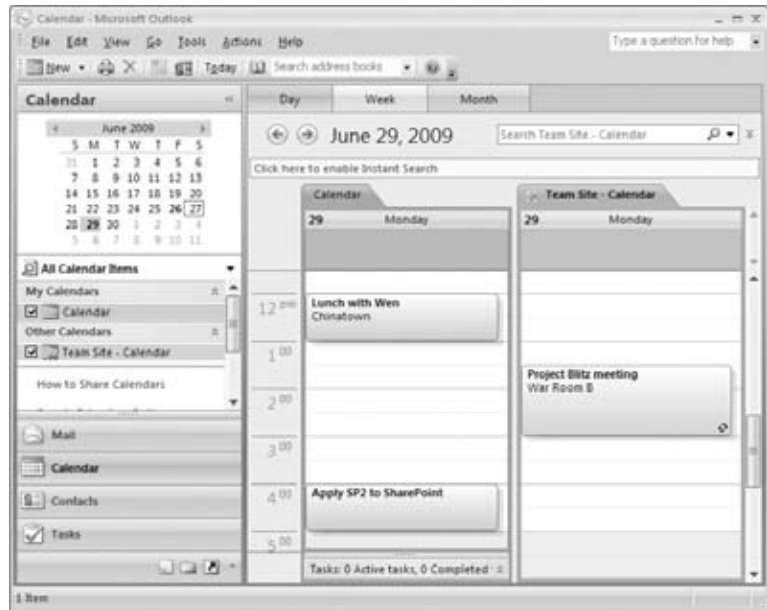 Calendar - Microsoft Outlook
File Edit View Go Tools Actions Help
Type a question for help
New Today Search address books
Calendar
Day Week Month
June 2009
S M T W T F S
31 1 2 3 4 5 6
7 8 9 10 11 12 13
14 15 16 17 18 19 20
21 22 23 24 25 26 27
28 29 30 1 2 3 4
5 6 7 8 9 10 11
All Calendar Items
My Calendars
Calendar
Other Calendars
Team Site - Calendar
How to Share Calendars
Mail
Calendar
Contacts
Tasks
June 29, 2009
Search Team Site - Calendar
Click here to enable Instant Search
Calendar
Team Site - Calendar
29 Monday
29 Monday
12 pm
Lunch with Wen
Chinatown
1 00
Project Blitz meeting
War Room B
2 00
3 00
4 00
Apply SP2 to SharePoint
5 00
Tasks: 0 Active tasks, 0 Completed
1 Item